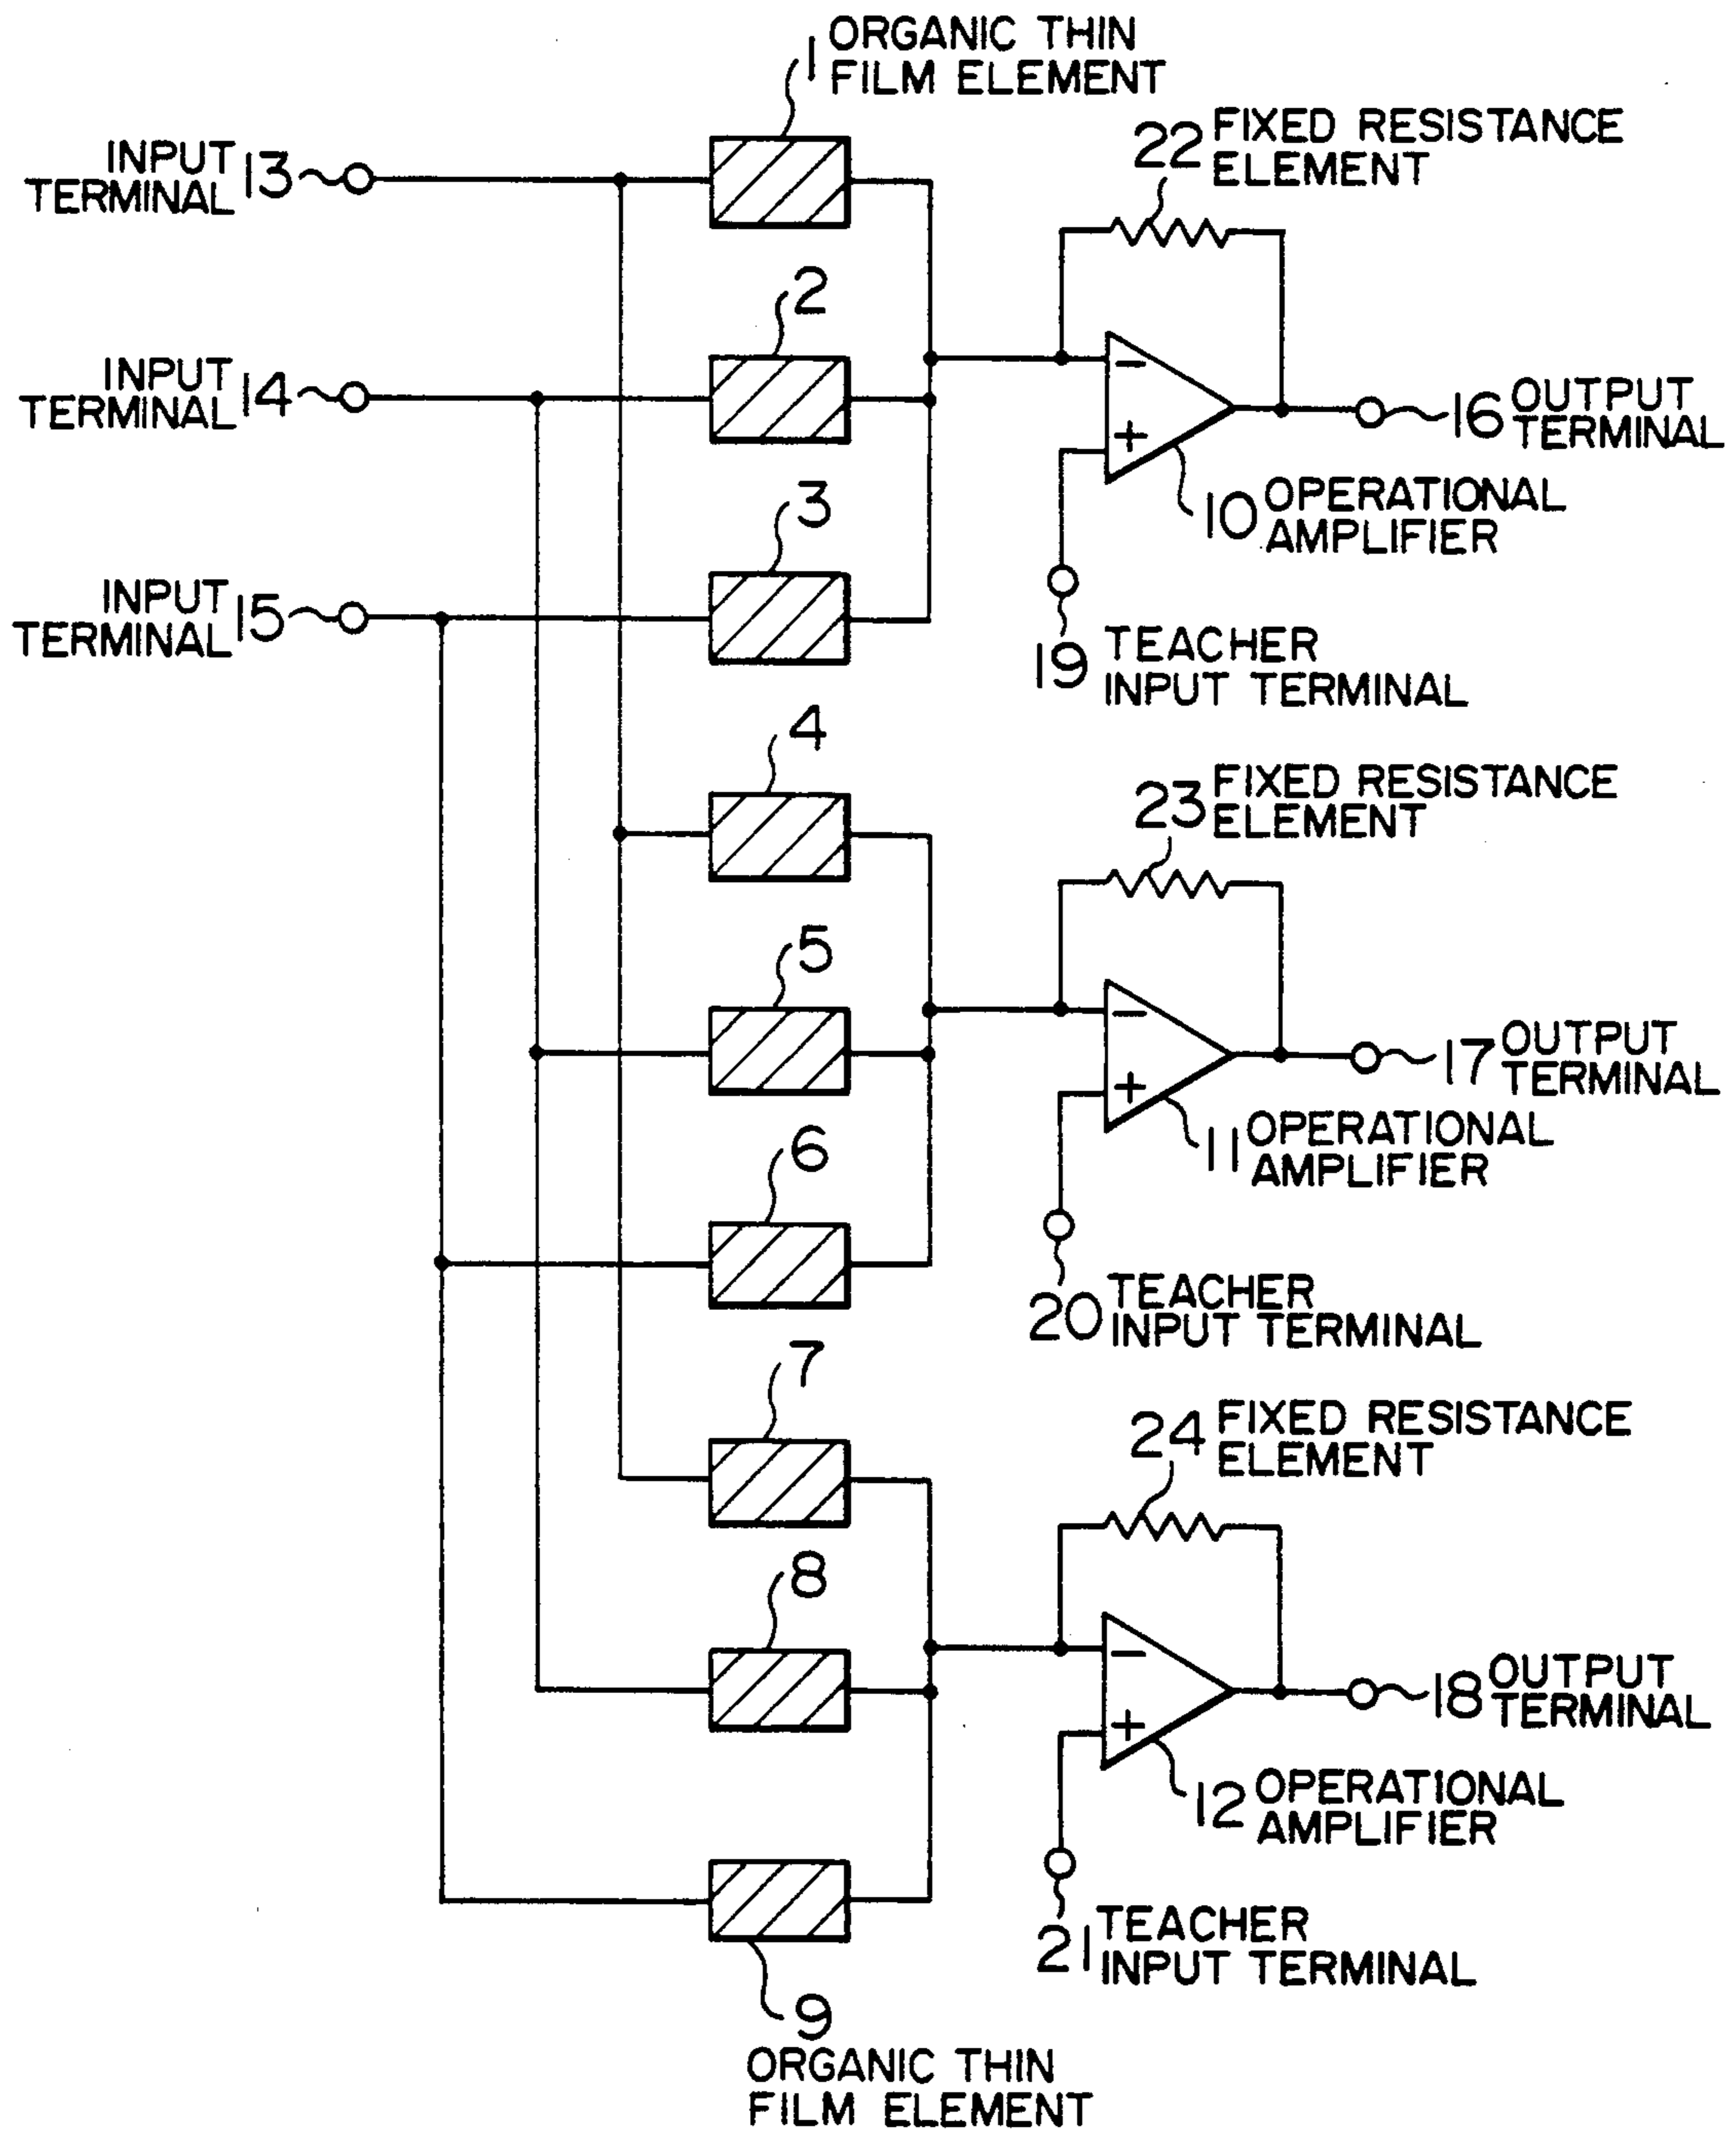 1 ORGANIC THIN
FILM ELEMENT
INPUT
TERMINAL 13
22 FIXED RESISTANCE
ELEMENT
2
INPUT
TERMINAL 14
−
+
16 OUTPUT
TERMINAL
10 OPERATIONAL
AMPLIFIER
3
INPUT
TERMINAL 15
19 TEACHER
INPUT TERMINAL
4
23 FIXED RESISTANCE
ELEMENT
5
−
+
17 OUTPUT
TERMINAL
11 OPERATIONAL
AMPLIFIER
6
20 TEACHER
INPUT TERMINAL
7
24 FIXED RESISTANCE
ELEMENT
8
−
+
18 OUTPUT
TERMINAL
12 OPERATIONAL
AMPLIFIER
21 TEACHER
INPUT TERMINAL
9
ORGANIC THIN
FILM ELEMENT